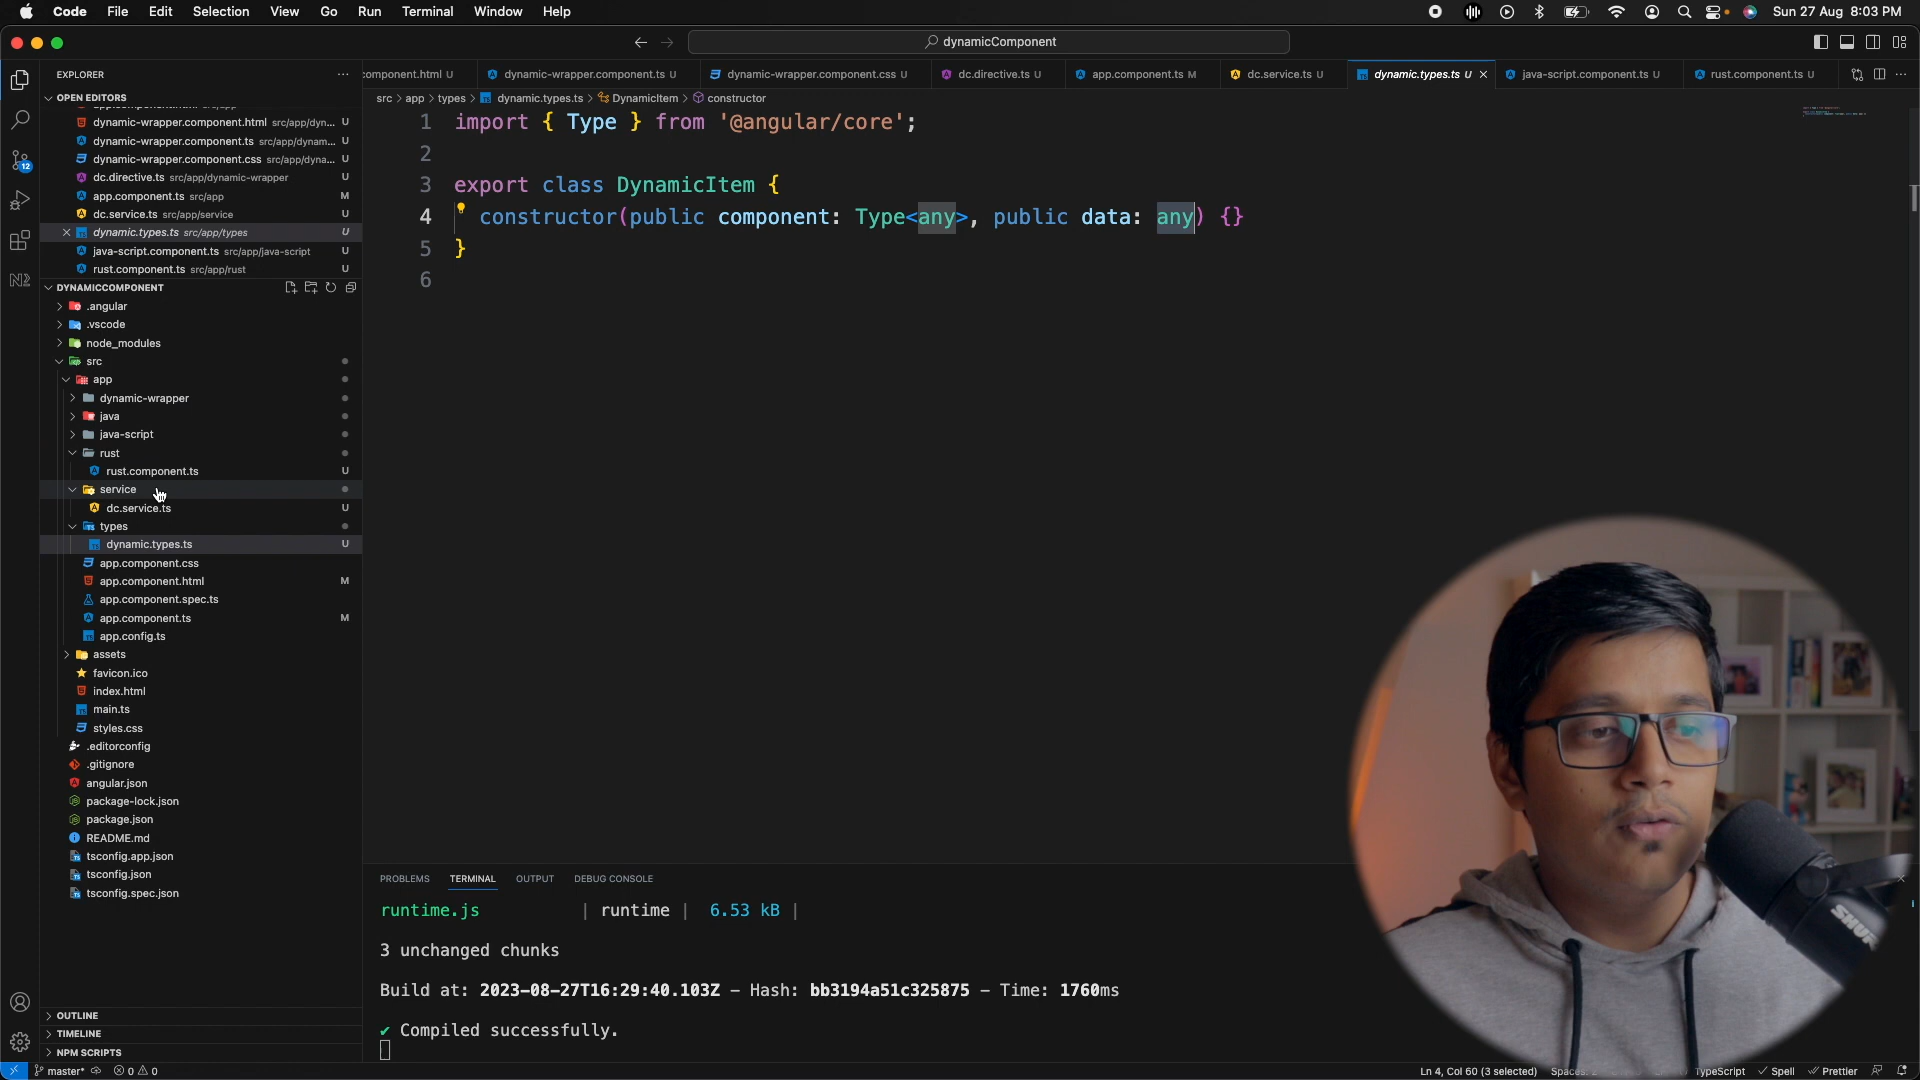 Code File Edit Selection View Go Run Terminal Window Help
Sun 27 Aug 8:03 PM
dynamicComponent
EXPLORER
component.html U
dynamic-wrapper.component.ts U
dynamic-wrapper.component.css U
dc.directive.ts U
app.component.ts M
dc.service.ts U
dynamic.types.ts U
java-script.component.ts U
rust.component.ts U
OPEN EDITORS
dynamic-wrapper.component.html src/app/dyn... U
dynamic-wrapper.component.ts src/app/dynam... U
dynamic-wrapper.component.css src/app/dyna... U
dc.directive.ts src/app/dynamic-wrapper U
app.component.ts src/app M
dc.service.ts src/app/service U
dynamic.types.ts src/app/types U
java-script.component.ts src/app/java-script U
rust.component.ts src/app/rust U
DYNAMICCOMPONENT
.angular
.vscode
node_modules
src
app
dynamic-wrapper
java
java-script
rust
rust.component.ts U
service
dc.service.ts U
types
dynamic.types.ts U
app.component.css
app.component.html M
app.component.spec.ts
app.component.ts M
app.config.ts
assets
favicon.ico
index.html
main.ts
styles.css
.editorconfig
.gitignore
angular.json
package-lock.json
package.json
README.md
tsconfig.app.json
tsconfig.json
tsconfig.spec.json
OUTLINE
TIMELINE
NPM SCRIPTS
src > app > types > dynamic.types.ts > DynamicItem > constructor
1 import { Type } from '@angular/core';
2
3 export class DynamicItem {
4 constructor(public component: Type<any>, public data: any) {}
5 }
6
PROBLEMS TERMINAL OUTPUT DEBUG CONSOLE
runtime.js | runtime | 6.53 kB |
3 unchanged chunks
Build at: 2023-08-27T16:29:40.103Z - Hash: bb3194a51c325875 - Time: 1760ms
✔ Compiled successfully.
12
SHURE
master* 0 0
Ln 4, Col 60 (3 selected) TypeScript Spell Prettier